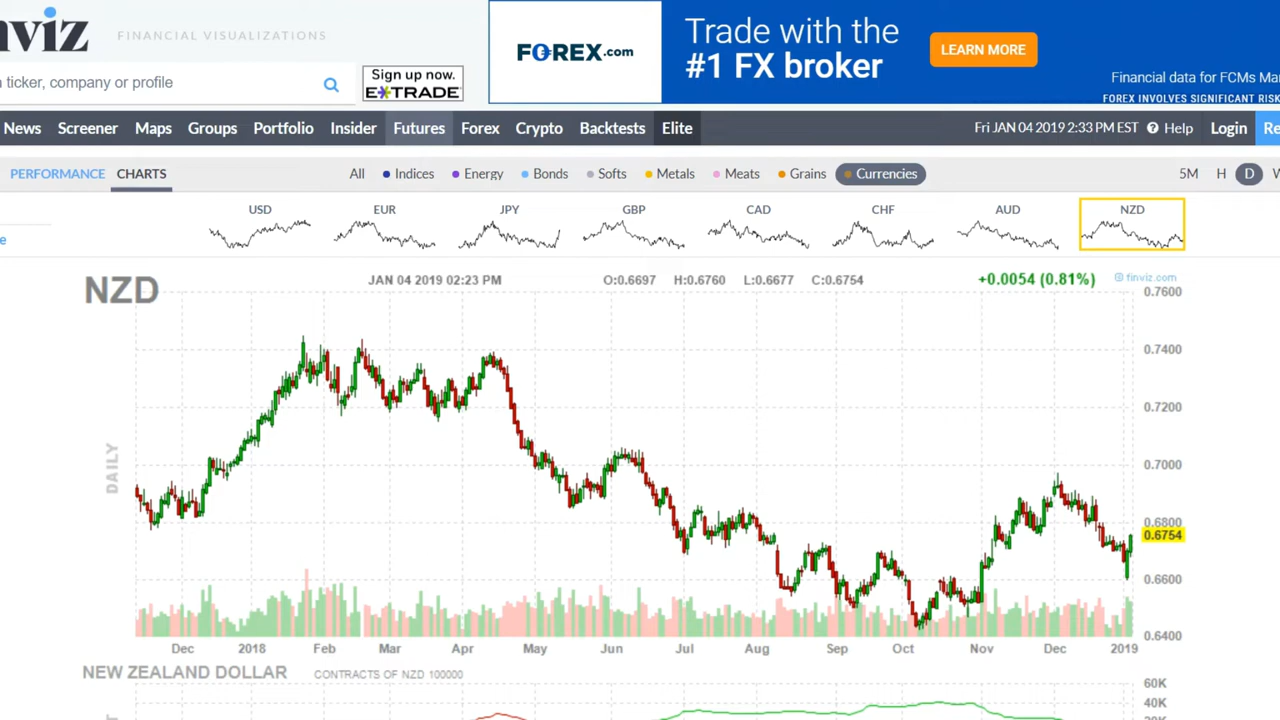 nviz FINANCIAL VISUALIZATIONS
ticker, company or profile
Sign up now.
E*TRADE
FOREX.com
Trade with the
#1 FX broker
LEARN MORE
Financial data for FCMs
FOREX INVOLVES SIGNIFICANT
News Screener Maps Groups Portfolio Insider Futures Forex Crypto Backtests Elite Fri JAN 04 2019 2:33 PM EST Help Login
PERFORMANCE CHARTS All Indices Energy Bonds Softs Metals Meats Grains Currencies 5M H D
USD EUR JPY GBP CAD CHF AUD NZD
NZD JAN 04 2019 02:23 PM O:0.6697 H:0.6760 L:0.6677 C:0.6754 +0.0054 (0.81%) © finviz.com
0.7600
0.7400
0.7200
0.7000
0.6800
0.6754
0.6600
0.6400
DAILY
Dec 2018 Feb Mar Apr May Jun Jul Aug Sep Oct Nov Dec 2019
NEW ZEALAND DOLLAR CONTRACTS OF NZD 100000
60K
40K